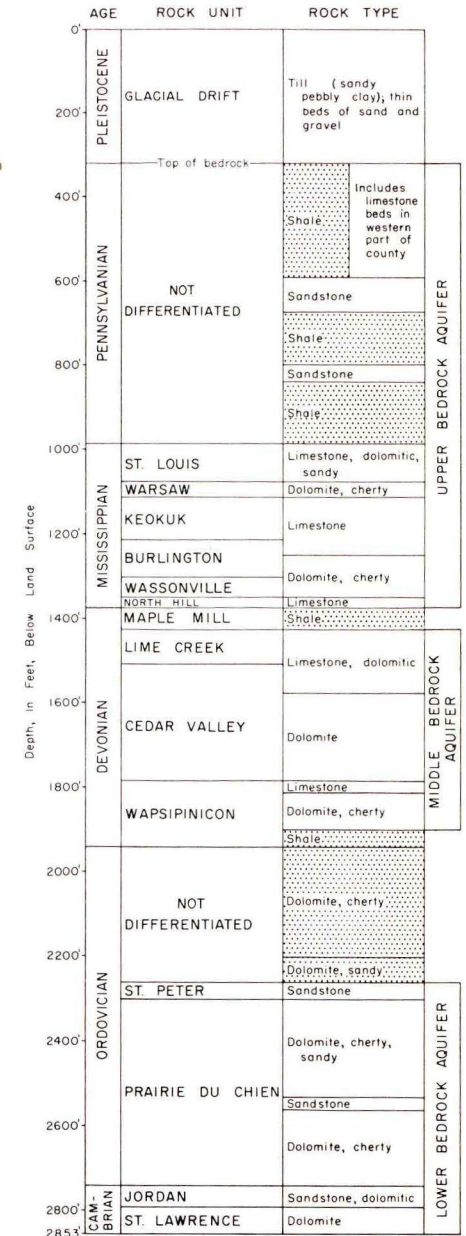 AGE ROCK UNIT ROCK TYPE
Depth, in Feet, Below Land Surface
0'
200'
400'
600'
800'
1000'
1200'
1400'
1600'
1800'
2000'
2200'
2400'
2600'
2800'
2853'
PLEISTOCENE
GLACIAL DRIFT
Till (sandy
pebbly clay); thin
beds of sand and
gravel
Top of bedrock
PENNSYLVANIAN
NOT
DIFFERENTIATED
Shale
Includes
limestone
beds in
western
part of
county
Sandstone
Shale
Sandstone
Shale
UPPER BEDROCK AQUIFER
MISSISSIPPIAN
ST. LOUIS
Limestone, dolomitic,
sandy
WARSAW
Dolomite, cherty
KEOKUK
Limestone
BURLINGTON
Dolomite, cherty
WASSONVILLE
NORTH HILL
Limestone
DEVONIAN
MAPLE MILL
Shale
LIME CREEK
Limestone, dolomitic
CEDAR VALLEY
Dolomite
Limestone
WAPSIPINICON
Dolomite, cherty
Shale
MIDDLE BEDROCK
AQUIFER
ORDOVICIAN
NOT
DIFFERENTIATED
Dolomite, cherty
Dolomite, sandy
ST. PETER
Sandstone
PRAIRIE DU CHIEN
Dolomite, cherty,
sandy
Sandstone
Dolomite, cherty
LOWER BEDROCK AQUIFER
CAM-
BRIAN
JORDAN
Sandstone, dolomitic
ST. LAWRENCE
Dolomite